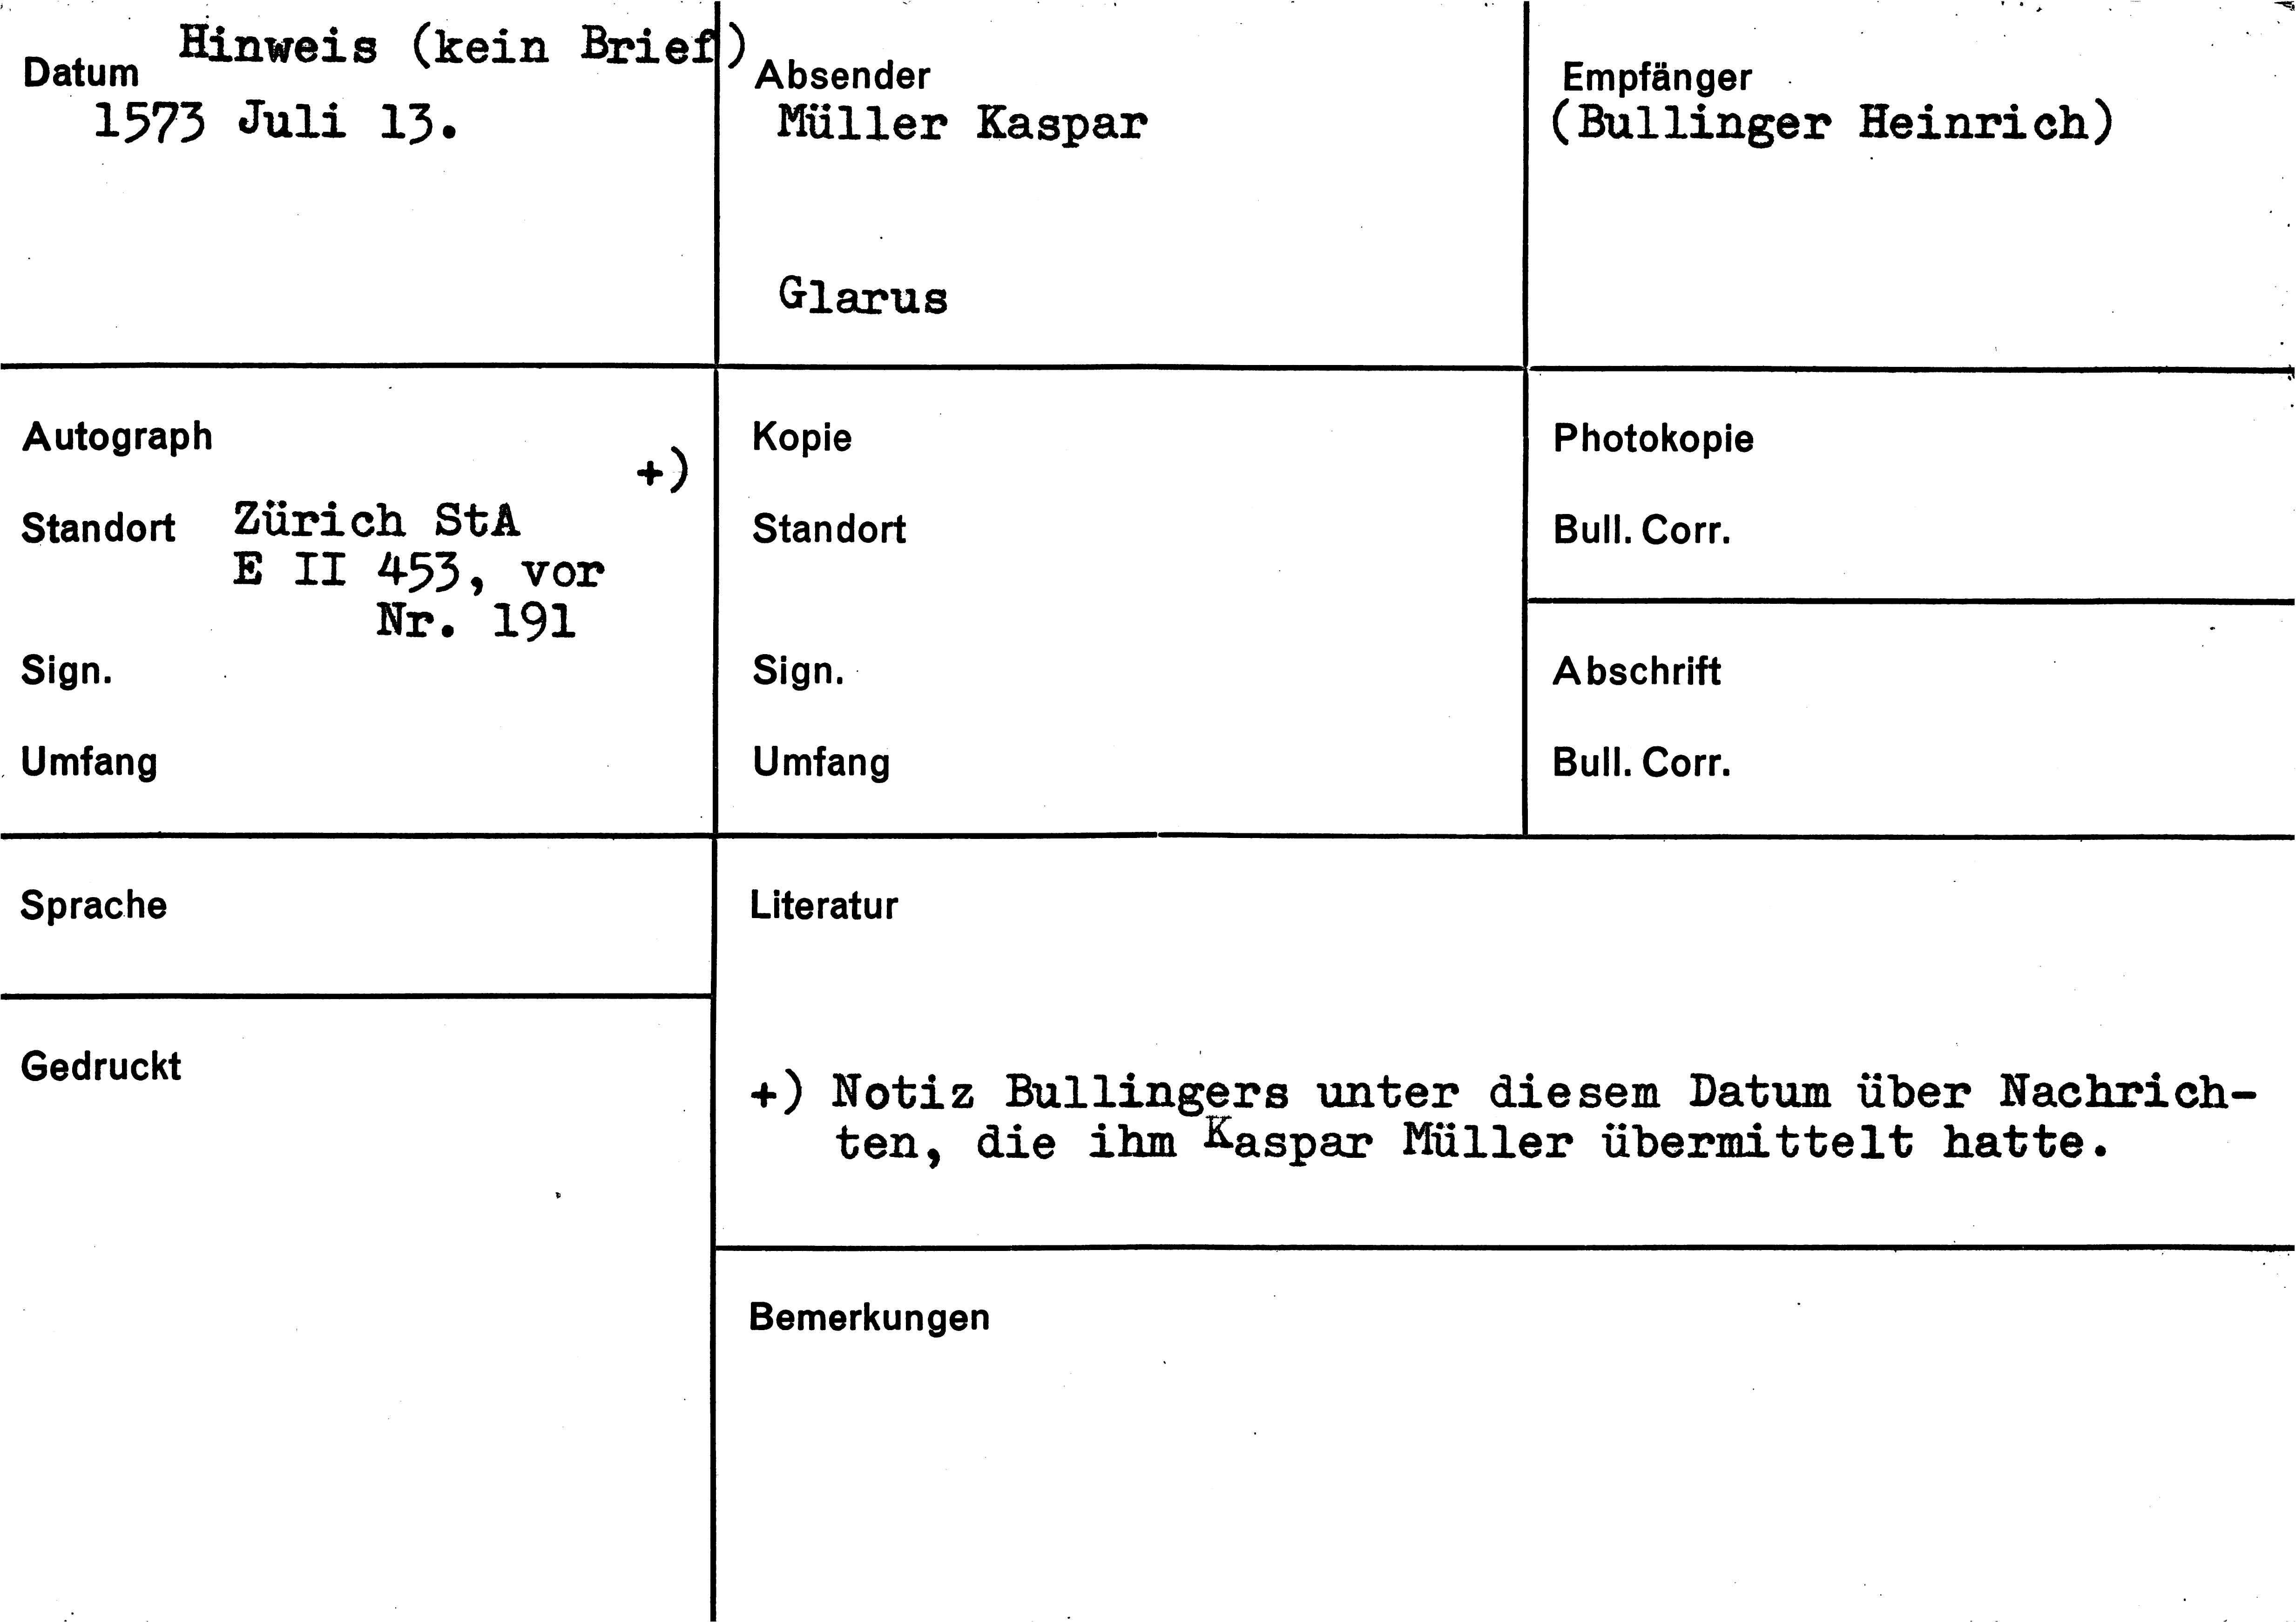 Hinweis (kein Brief)
Datum
1573 Juli 13.
Absender
Müller Kaspar
Glarus
Empfänger
(Bullinger Heinrich)
Autograph
+)
Standort Zürich StA
E II 453, vor
Nr. 191
Sign.
Umfang
Kopie
Standort
Sign.
Umfang
Photokopie
Bull. Corr.
Abschrift
Bull. Corr.
Sprache
Gedruckt
Literatur
+) Notiz Bullingers unter diesem Datum über Nachrich-
ten, die ihm Kaspar Müller übermittelt hatte.
Bemerkungen